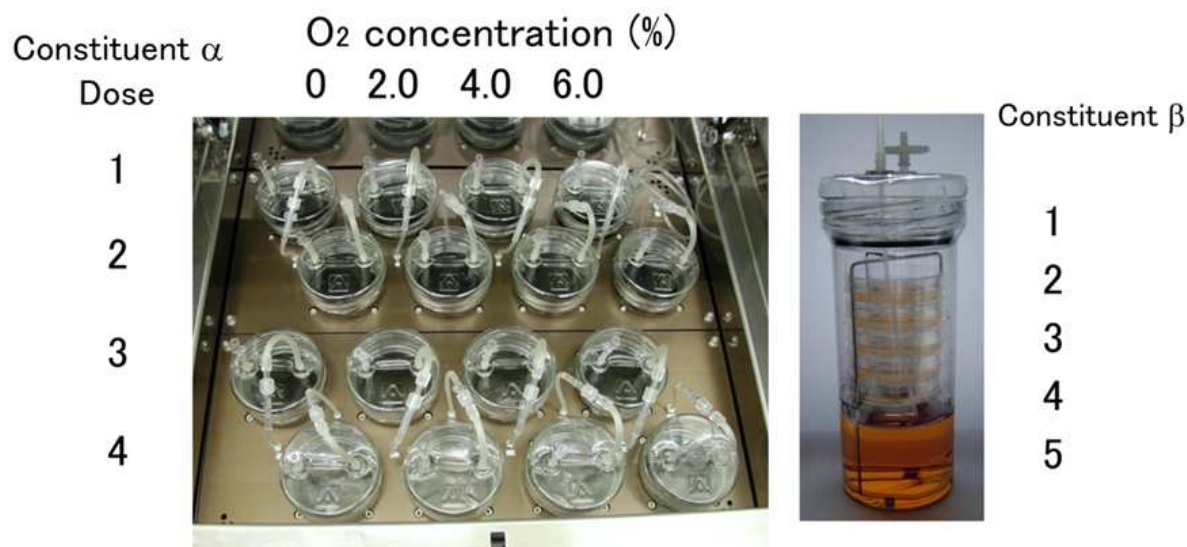 Constituent α
Dose
O₂ concentration (%)
0 2.0 4.0 6.0
1
2
3
4
Constituent β
1
2
3
4
5